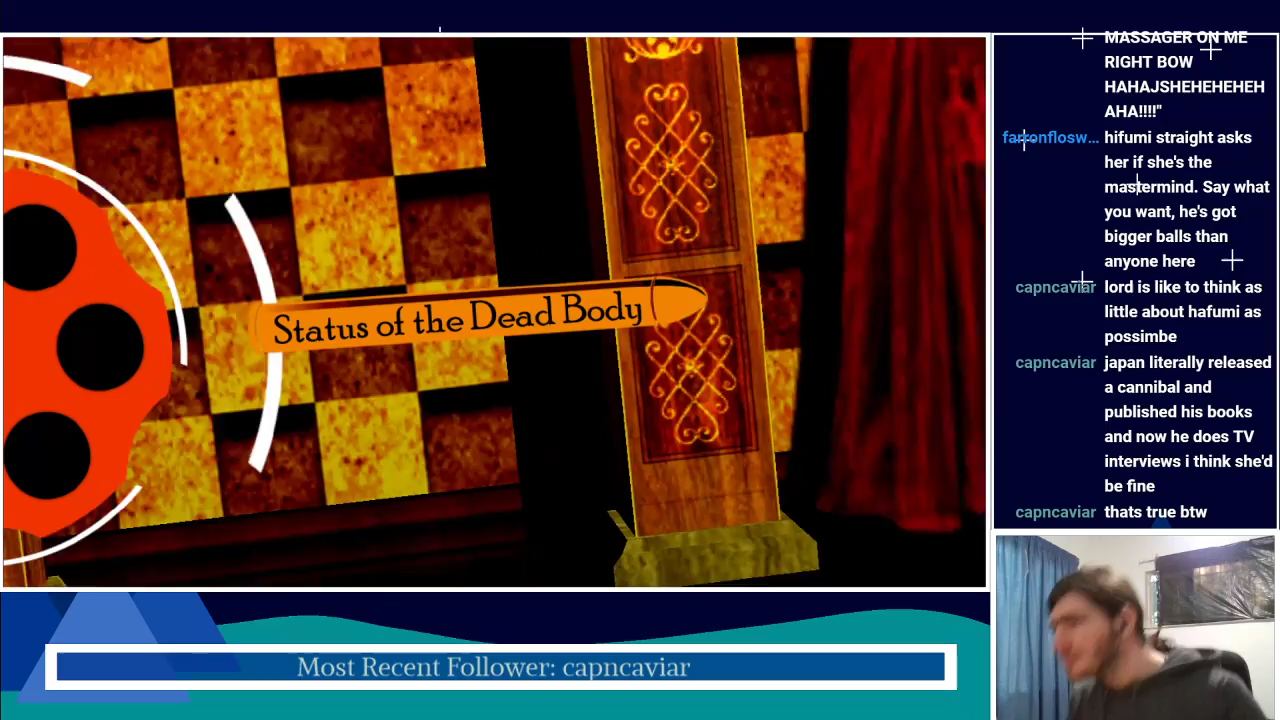 MASSAGER ON ME
RIGHT BOW
HAHAJSHEHEHEHEH
AHA!!!!"
farronflosw... hifumi straight asks
her if she's the
mastermind. Say what
you want, he's got
bigger balls than
anyone here
capncaviar lord is like to think as
little about hafumi as
possimbe
capncaviar japan literally released
a cannibal and
published his books
and now he does TV
interviews i think she'd
be fine
capncaviar thats true btw
Status of the Dead Body
Most Recent Follower: capncaviar